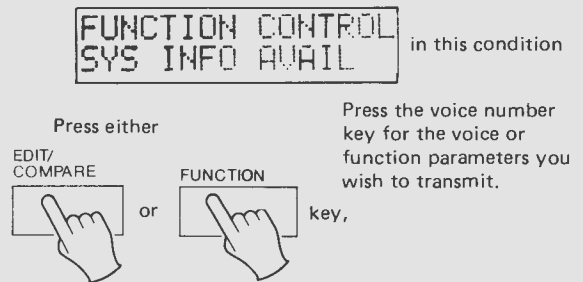 FUNCTION CONTROL
SYS INFO AVAIL
in this condition
Press either
EDIT/
COMPARE
or
FUNCTION
key,
Press the voice number
key for the voice or
function parameters you
wish to transmit.